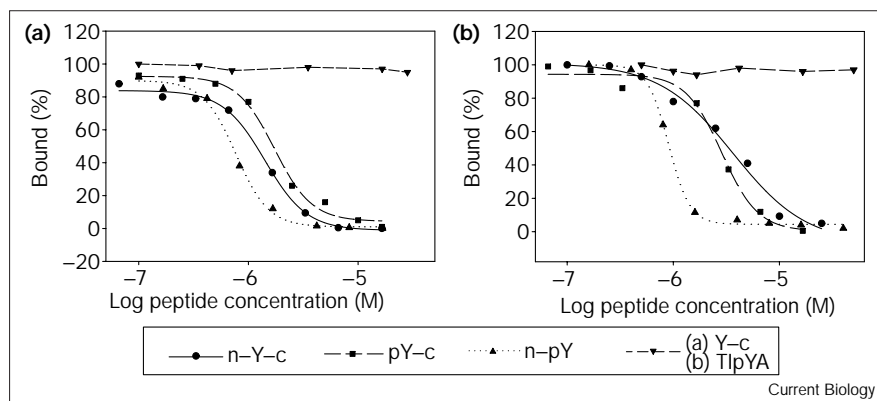 (a)
120
100
80
60
40
20
0
–20
Bound (%)
–7
–6
–5
Log peptide concentration (M)
(b)
120
100
80
60
40
20
0
Bound (%)
–7
–6
–5
Log peptide concentration (M)
n–Y–c
pY–c
n–pY
(a) Y–c
(b) TlpYA
Current Biology